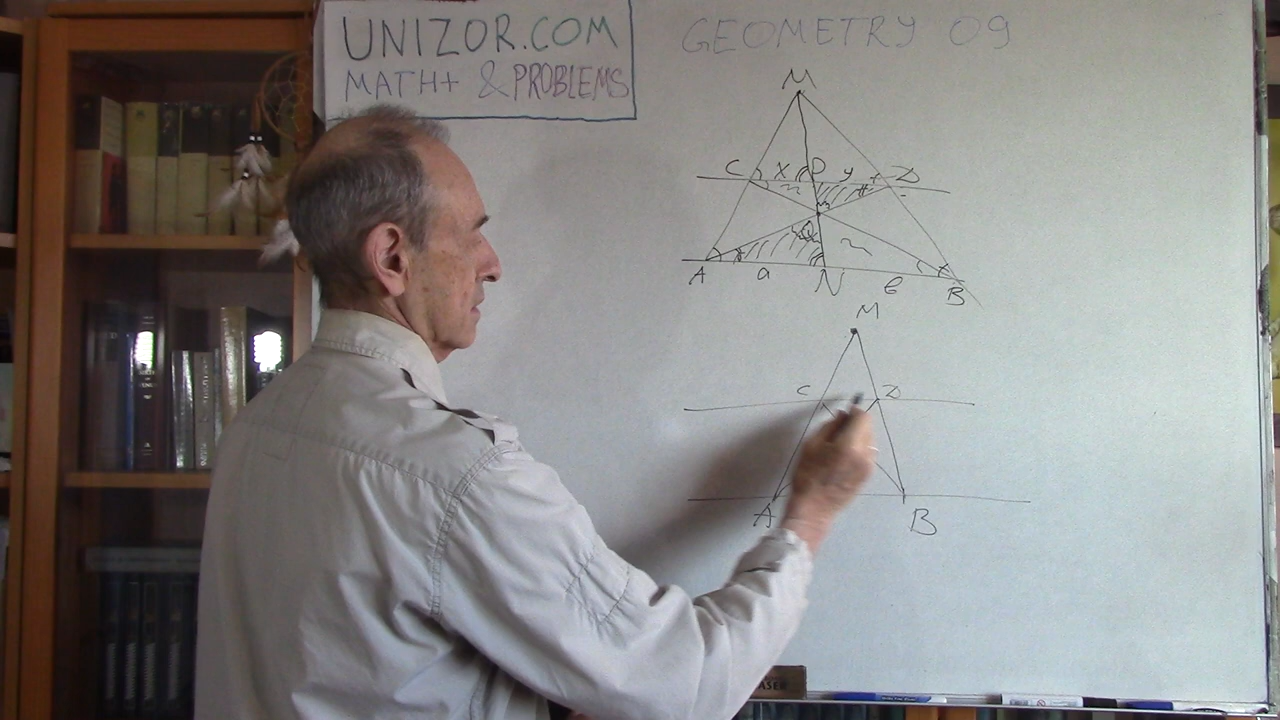 UNIZOR.COM
MATH+ & PROBLEMS
GEOMETRY 09
M
C X P y D
Q
A a N B
M
C D
A B